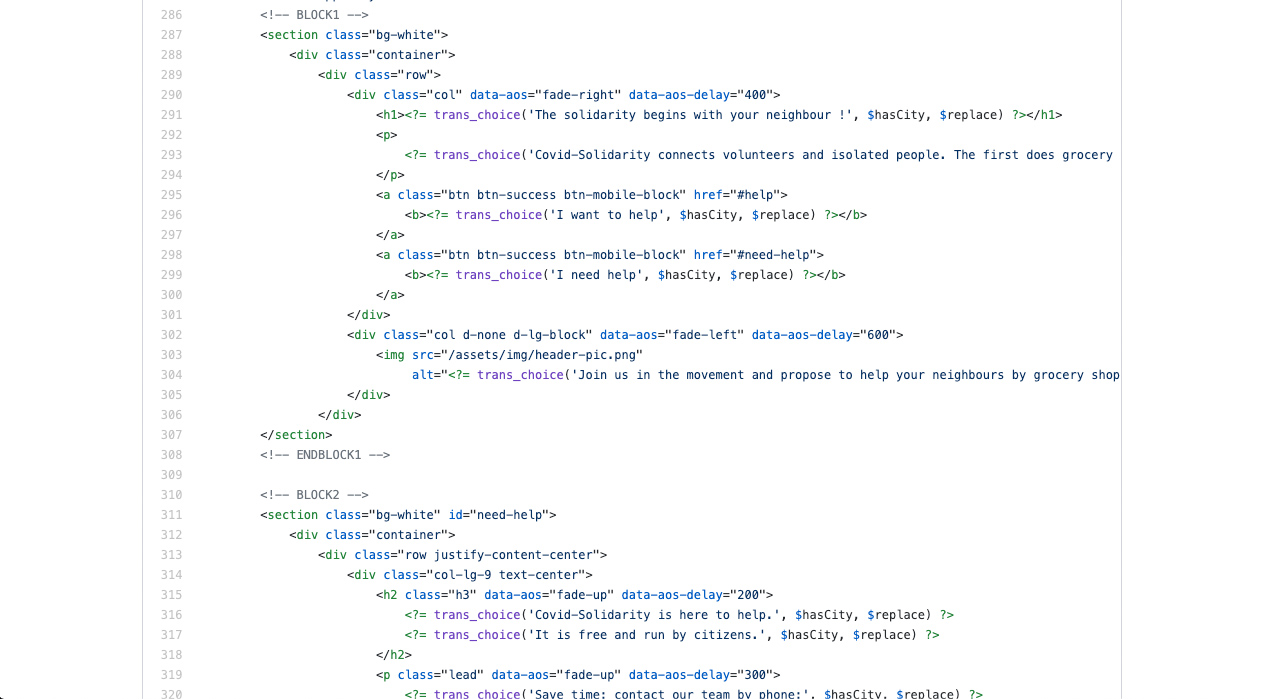 286 <!-- BLOCK1 -->
287 <section class="bg-white">
288 <div class="container">
289 <div class="row">
290 <div class="col" data-aos="fade-right" data-aos-delay="400">
291 <h1><?= trans_choice('The solidarity begins with your neighbour !', $hasCity, $replace) ?></h1>
292 <p>
293 <?= trans_choice('Covid-Solidarity connects volunteers and isolated people. The first does grocery
294 </p>
295 <a class="btn btn-success btn-mobile-block" href="#help">
296 <b><?= trans_choice('I want to help', $hasCity, $replace) ?></b>
297 </a>
298 <a class="btn btn-success btn-mobile-block" href="#need-help">
299 <b><?= trans_choice('I need help', $hasCity, $replace) ?></b>
300 </a>
301 </div>
302 <div class="col d-none d-lg-block" data-aos="fade-left" data-aos-delay="600">
303 <img src="/assets/img/header-pic.png"
304 alt="<?= trans_choice('Join us in the movement and propose to help your neighbours by grocery shop
305 </div>
306 </div>
307 </section>
308 <!-- ENDBLOCK1 -->
309
310 <!-- BLOCK2 -->
311 <section class="bg-white" id="need-help">
312 <div class="container">
313 <div class="row justify-content-center">
314 <div class="col-lg-9 text-center">
315 <h2 class="h3" data-aos="fade-up" data-aos-delay="200">
316 <?= trans_choice('Covid-Solidarity is here to help.', $hasCity, $replace) ?>
317 <?= trans_choice('It is free and run by citizens.', $hasCity, $replace) ?>
318 </h2>
319 <p class="lead" data-aos="fade-up" data-aos-delay="300">
320 <?= trans_choice('Save time: contact our team by phone:', $hasCity, $replace) ?>